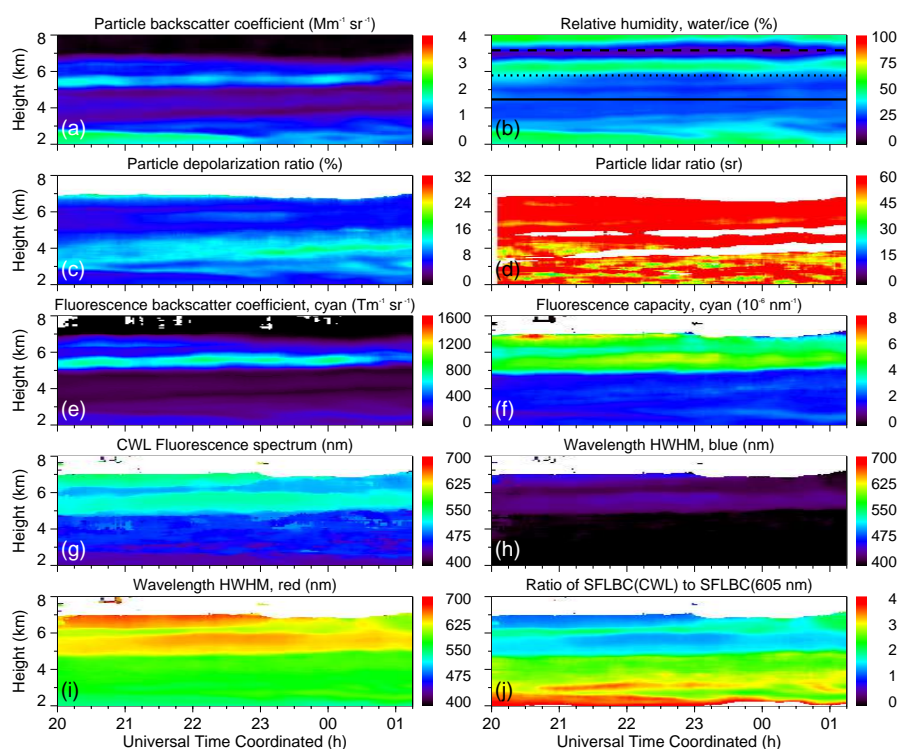 Particle backscatter coefficient (Mm⁻¹ sr⁻¹)
Relative humidity, water/ice (%)
Height (km)
8
6
4
2
(a)
4
3
2
1
0
(b)
100
75
50
25
0
Particle depolarization ratio (%)
Particle lidar ratio (sr)
Height (km)
8
6
4
2
(c)
32
24
16
8
0
(d)
60
45
30
15
0
Fluorescence backscatter coefficient, cyan (Tm⁻¹ sr⁻¹)
Fluorescence capacity, cyan (10⁻⁶ nm⁻¹)
Height (km)
8
6
4
2
(e)
1600
1200
800
400
0
(f)
8
6
4
2
0
CWL Fluorescence spectrum (nm)
Wavelength HWHM, blue (nm)
Height (km)
8
6
4
2
(g)
700
625
550
475
400
(h)
700
625
550
475
400
Wavelength HWHM, red (nm)
Ratio of SFLBC(CWL) to SFLBC(605 nm)
Height (km)
8
6
4
2
(i)
700
625
550
475
400
(j)
4
3
2
1
0
20 21 22 23 00 01
20 21 22 23 00 01
Universal Time Coordinated (h)
Universal Time Coordinated (h)